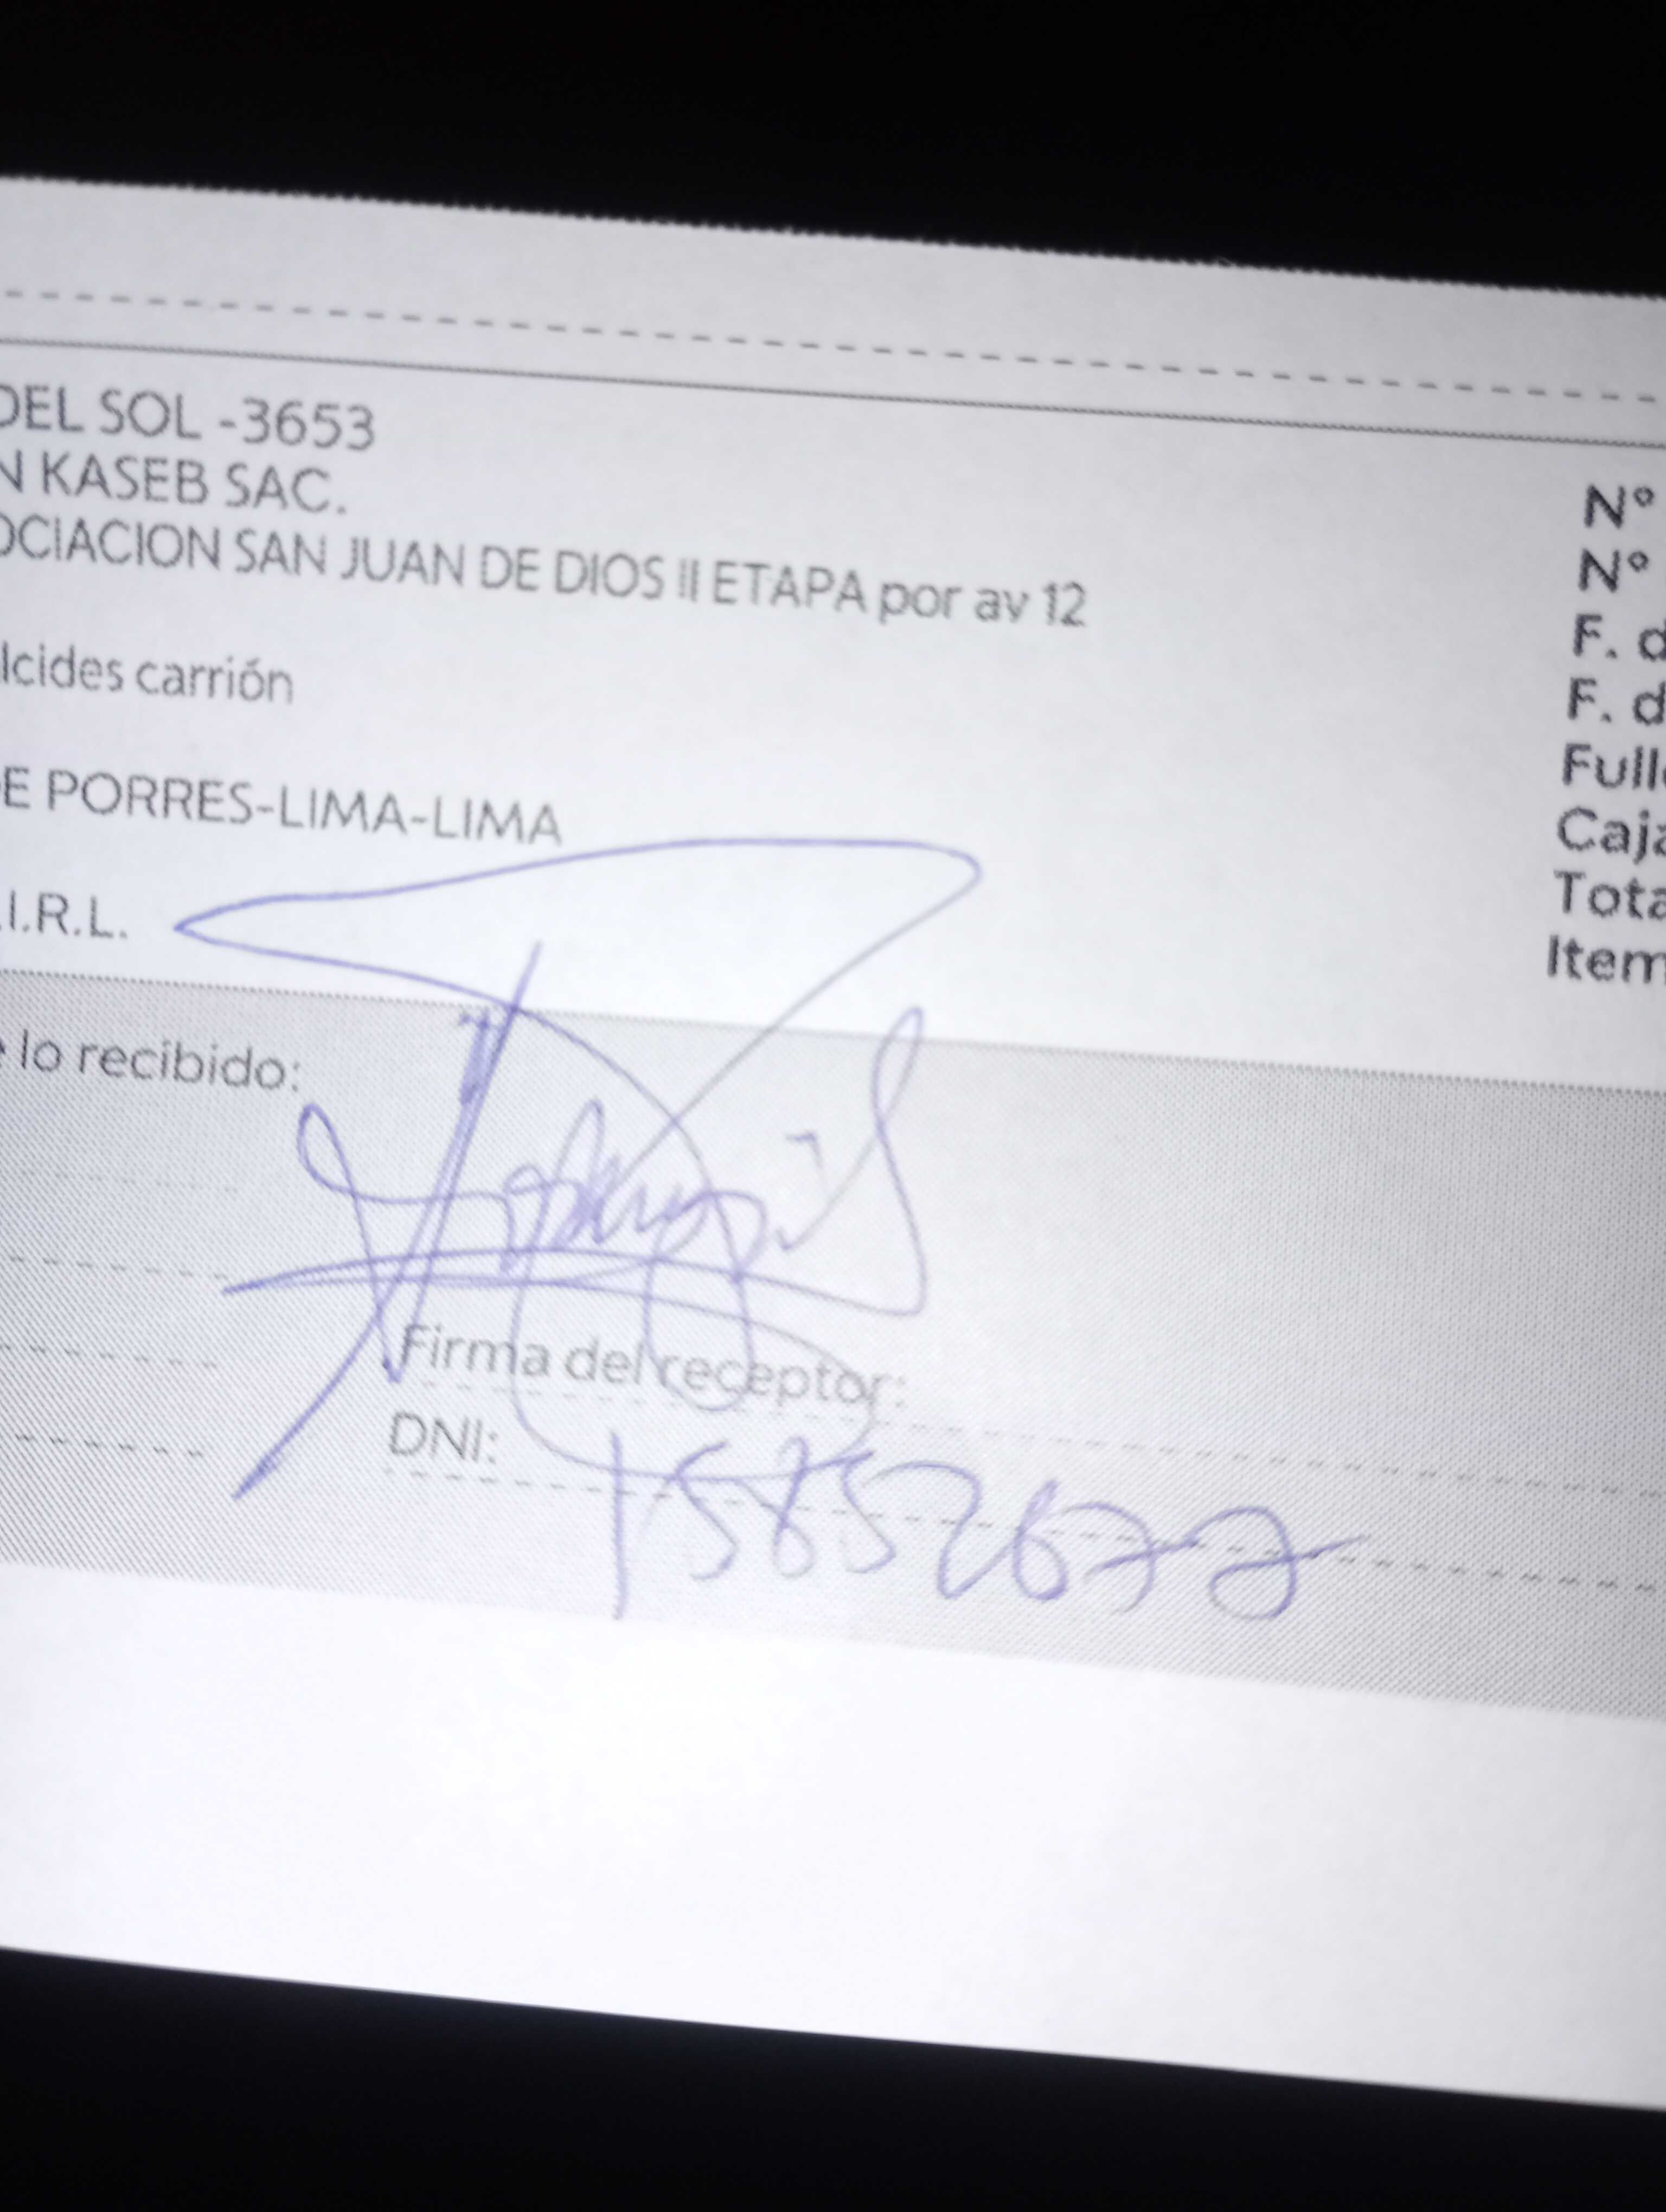 DEL SOL -3653
N KASEB SAC.
OCIACION SAN JUAN DE DIOS II ETAPA por av 12
lcides carrión
E PORRES-LIMA-LIMA
.I.R.L.
N°
N°
F. d
F. d
Full
Caja
Tota
Item
e lo recibido:
Firma del receptor:
DNI: 15852677